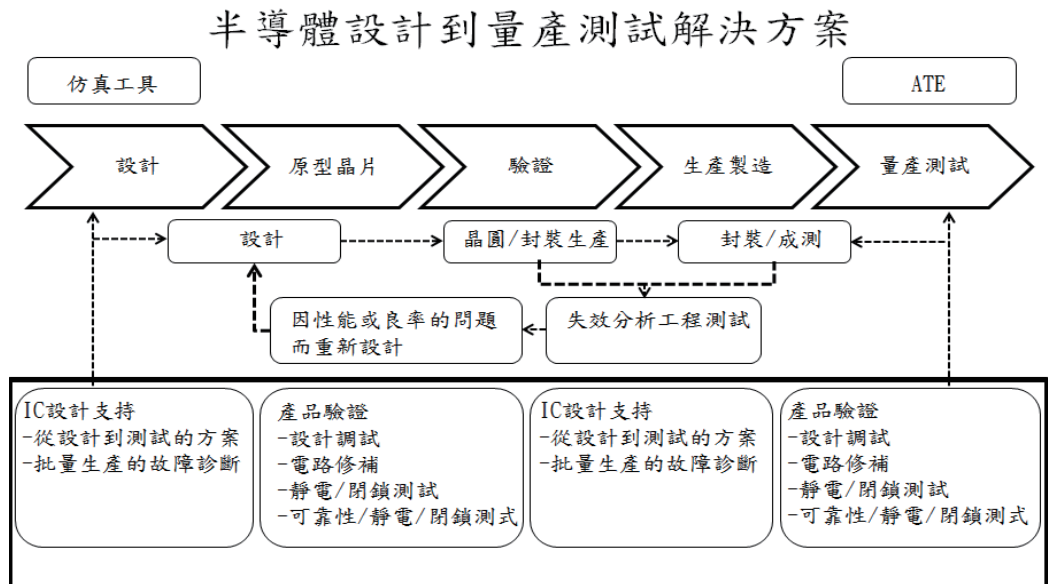 半導體設計到量產測試解決方案
仿真工具
ATE
設計
原型晶片
驗證
生產製造
量產測試
設計
晶圓/封裝生產
封裝/成測
因性能或良率的問題
而重新設計
失效分析工程測試
IC設計支持
-從設計到測試的方案
-批量生產的故障診斷
產品驗證
-設計調試
-電路修補
-靜電/閉鎖測試
-可靠性/靜電/閉鎖測式
IC設計支持
-從設計到測試的方案
-批量生產的故障診斷
產品驗證
-設計調試
-電路修補
-靜電/閉鎖測試
-可靠性/靜電/閉鎖測式